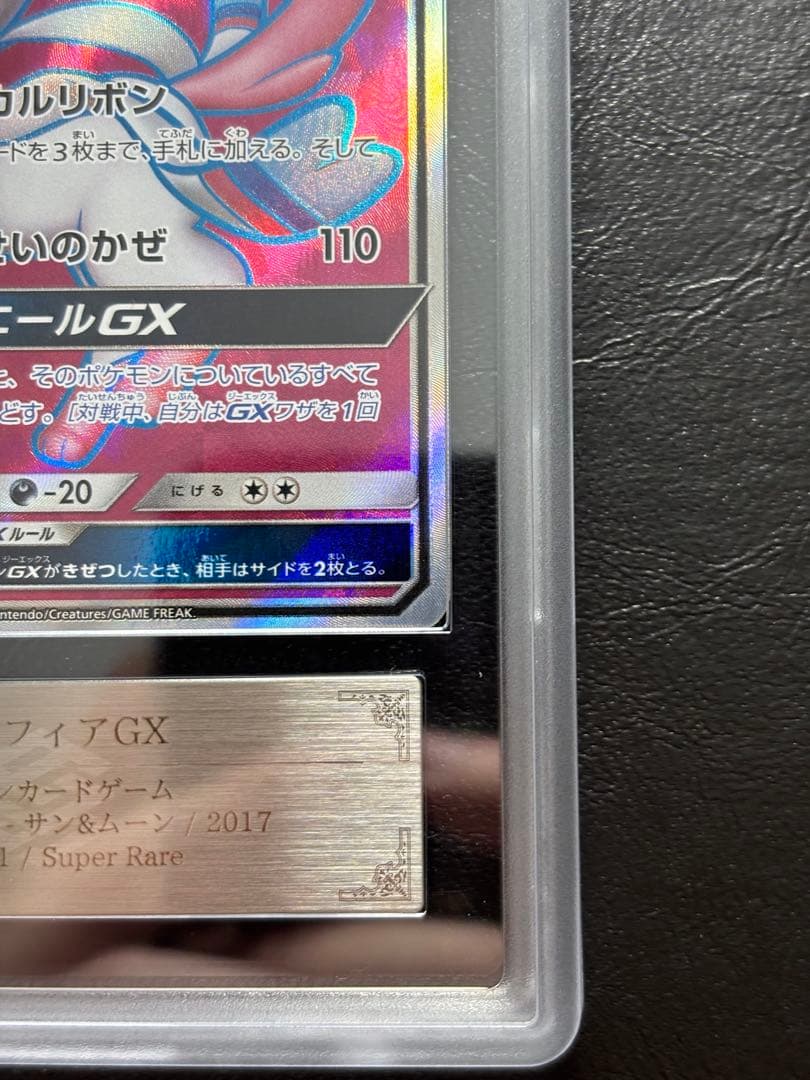 カルリボン
ードを3枚まで、手札に加える。そして
せいのかぜ 110
エールGX
、そのポケモンについているすべて
どす。[対戦中、自分はGXワザを1回
-20 にげる
ルール
GXがきぜつしたとき、相手はサイドを2枚とる。
ntendo/Creatures/GAME FREAK.
フィアGX
ンカードゲーム
- サン&ムーン / 2017
1 / Super Rare